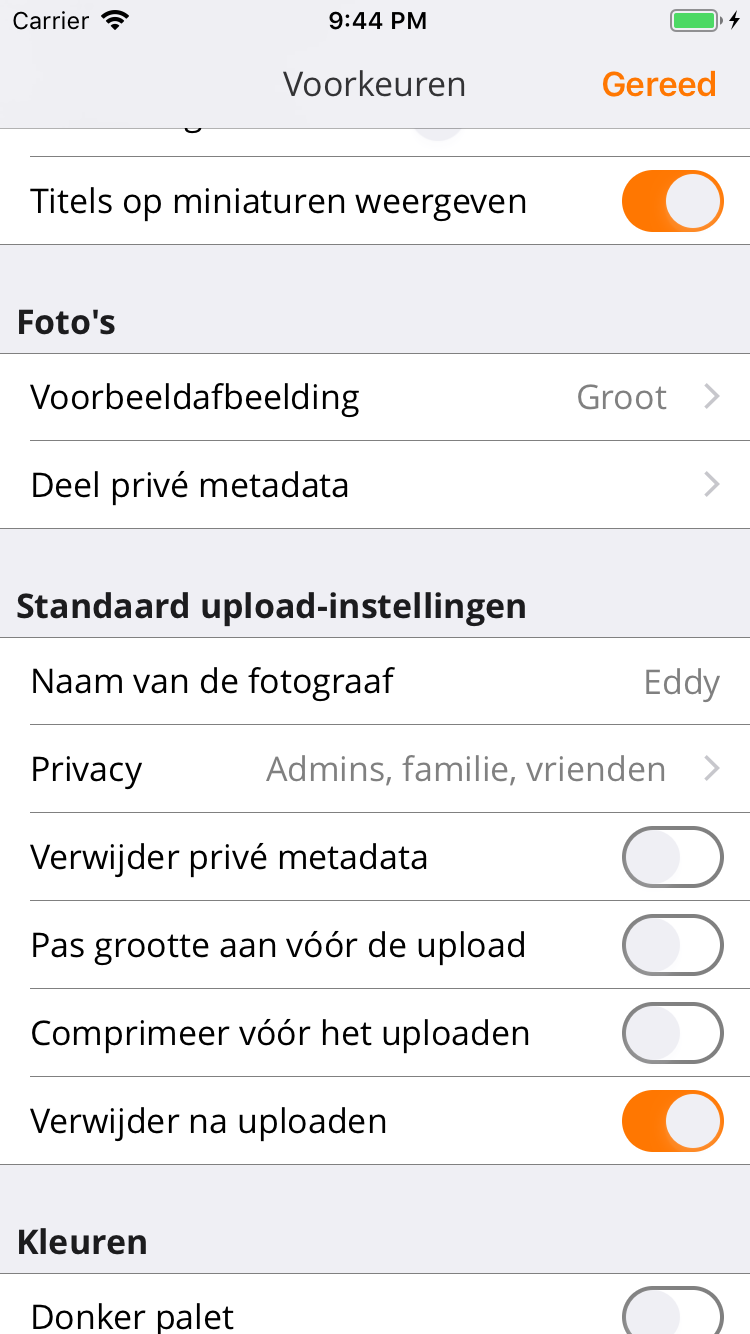 Carrier 9:44 PM
Voorkeuren Gereed
Titels op miniaturen weergeven
Foto's
Voorbeeldafbeelding Groot
Deel privé metadata
Standaard upload-instellingen
Naam van de fotograaf Eddy
Privacy Admins, familie, vrienden
Verwijder privé metadata
Pas grootte aan vóór de upload
Comprimeer vóór het uploaden
Verwijder na uploaden
Kleuren
Donker palet